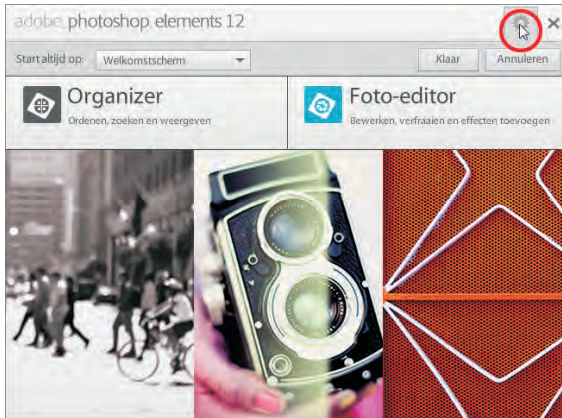 adobe photoshop elements 12
Start altijd op: Welkomstscherm Klaar Annuleren
Organizer
Ordenen, zoeken en weergeven
Foto-editor
Bewerken, verfraaien en effecten toevoegen